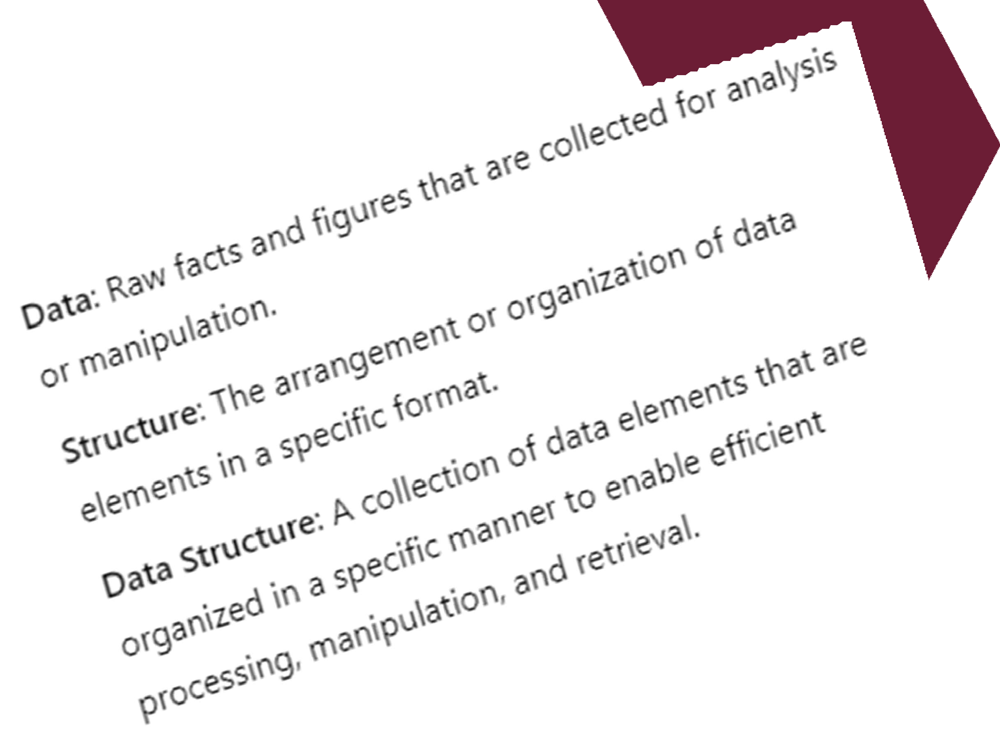 Data: Raw facts and figures that are collected for analysis
or manipulation.
Structure: The arrangement or organization of data
elements in a specific format.
Data Structure: A collection of data elements that are
organized in a specific manner to enable efficient
processing, manipulation, and retrieval.